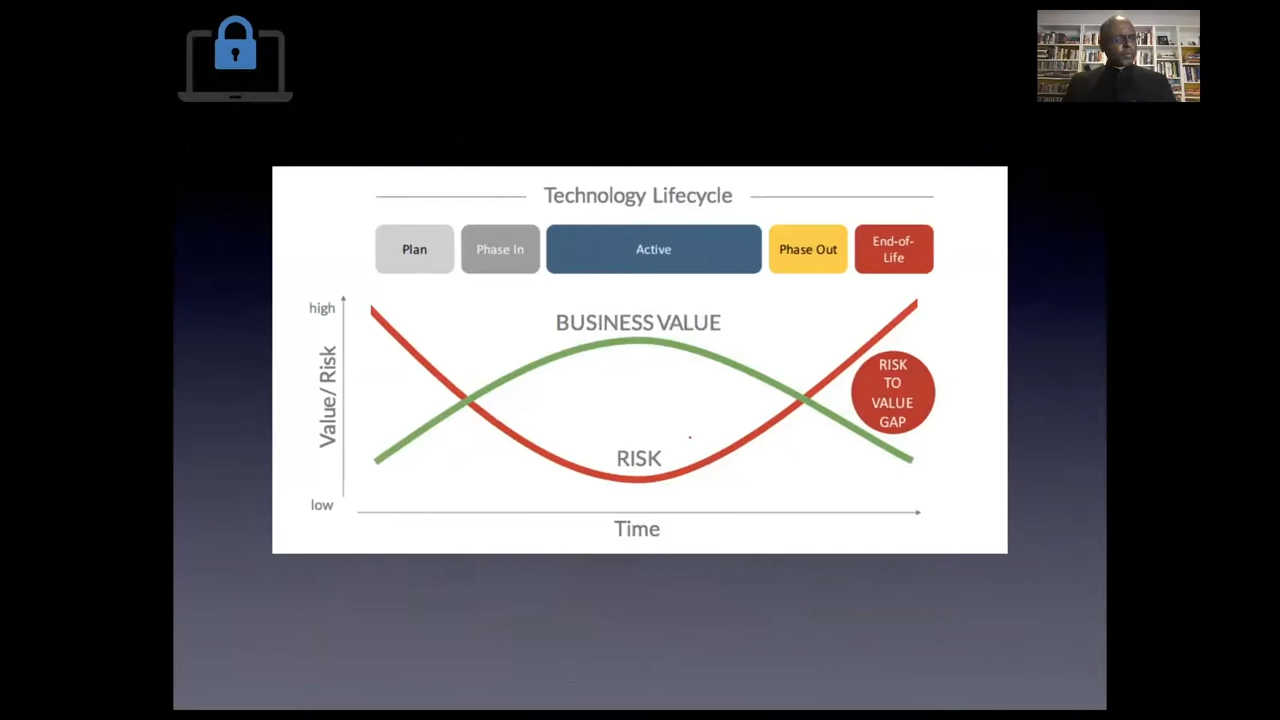 Technology Lifecycle
Plan
Phase In
Active
Phase Out
End-of-
Life
high
BUSINESS VALUE
Value/ Risk
RISK
TO
VALUE
GAP
RISK
low
Time